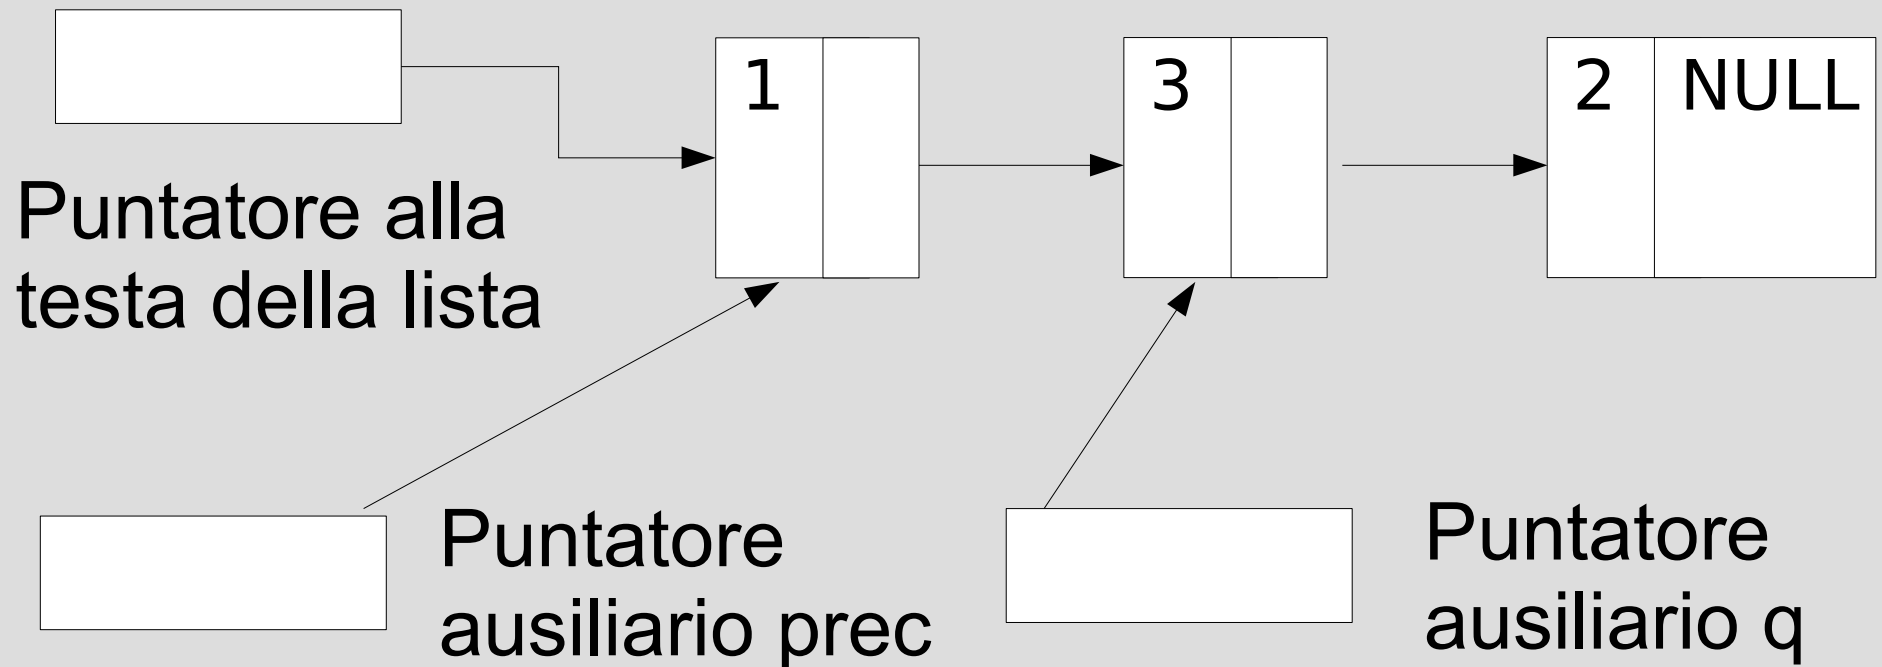 1
3
2 NULL
Puntatore alla
testa della lista
Puntatore
ausiliario prec
Puntatore
ausiliario q